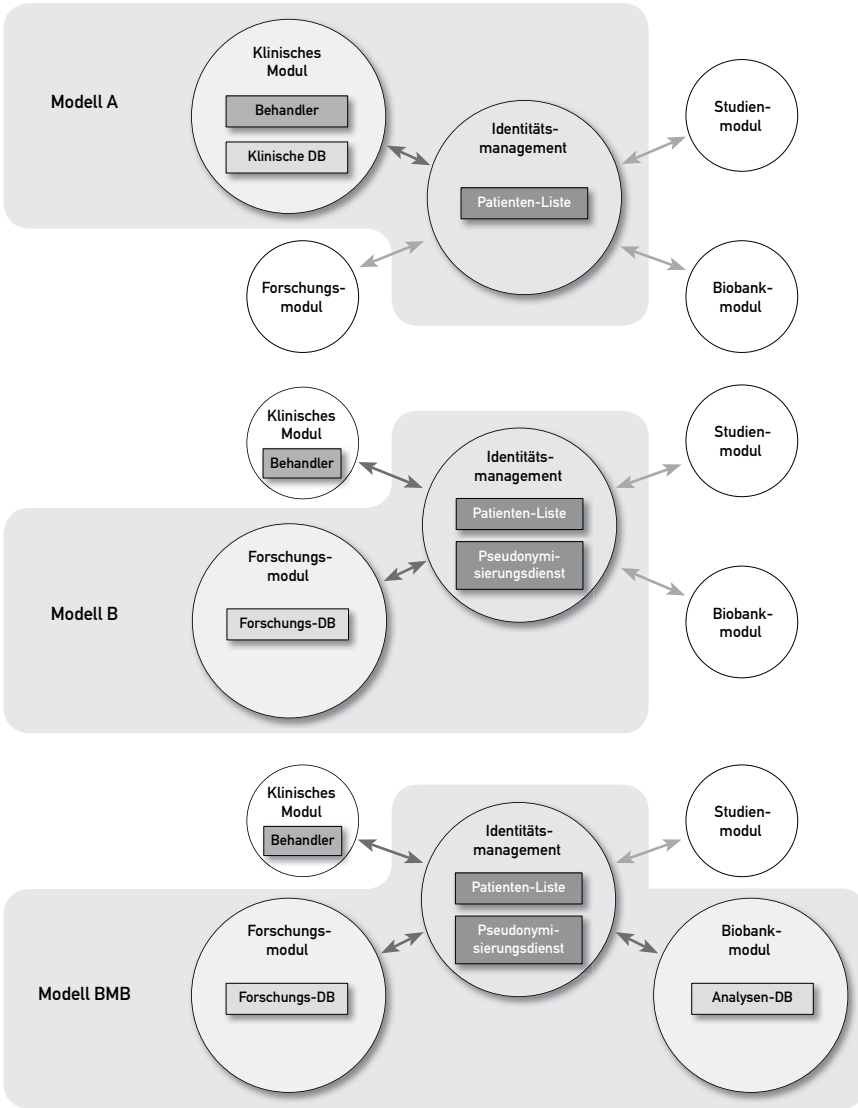 Modell A
Klinisches
Modul
Behandler
Klinische DB
Identitäts-
management
Patienten-Liste
Studien-
modul
Forschungs-
modul
Biobank-
modul
Modell B
Klinisches
Modul
Behandler
Identitäts-
management
Patienten-Liste
Pseudonymi-
sierungsdienst
Studien-
modul
Forschungs-
modul
Forschungs-DB
Biobank-
modul
Modell BMB
Klinisches
Modul
Behandler
Identitäts-
management
Patienten-Liste
Pseudonymi-
sierungsdienst
Studien-
modul
Forschungs-
modul
Forschungs-DB
Biobank-
modul
Analysen-DB